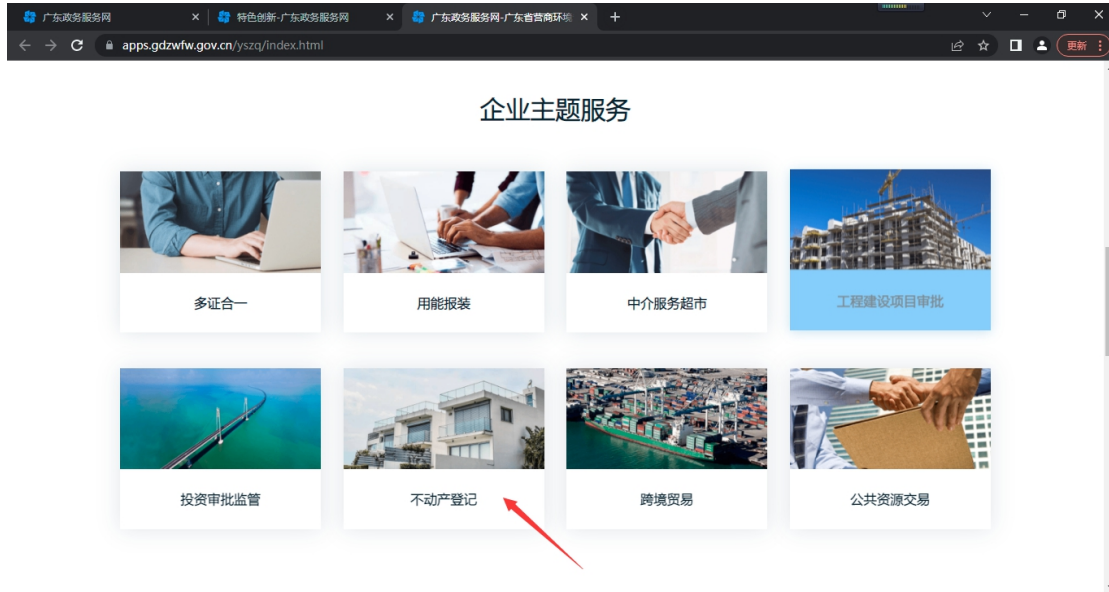 广东政务服务网
特色创新-广东政务服务网
广东政务服务网-广东省营商环境
apps.gdzwfw.gov.cn/yszq/index.html
更新
企业主题服务
多证合一
用能报装
中介服务超市
工程建设项目审批
投资审批监管
不动产登记
跨境贸易
公共资源交易